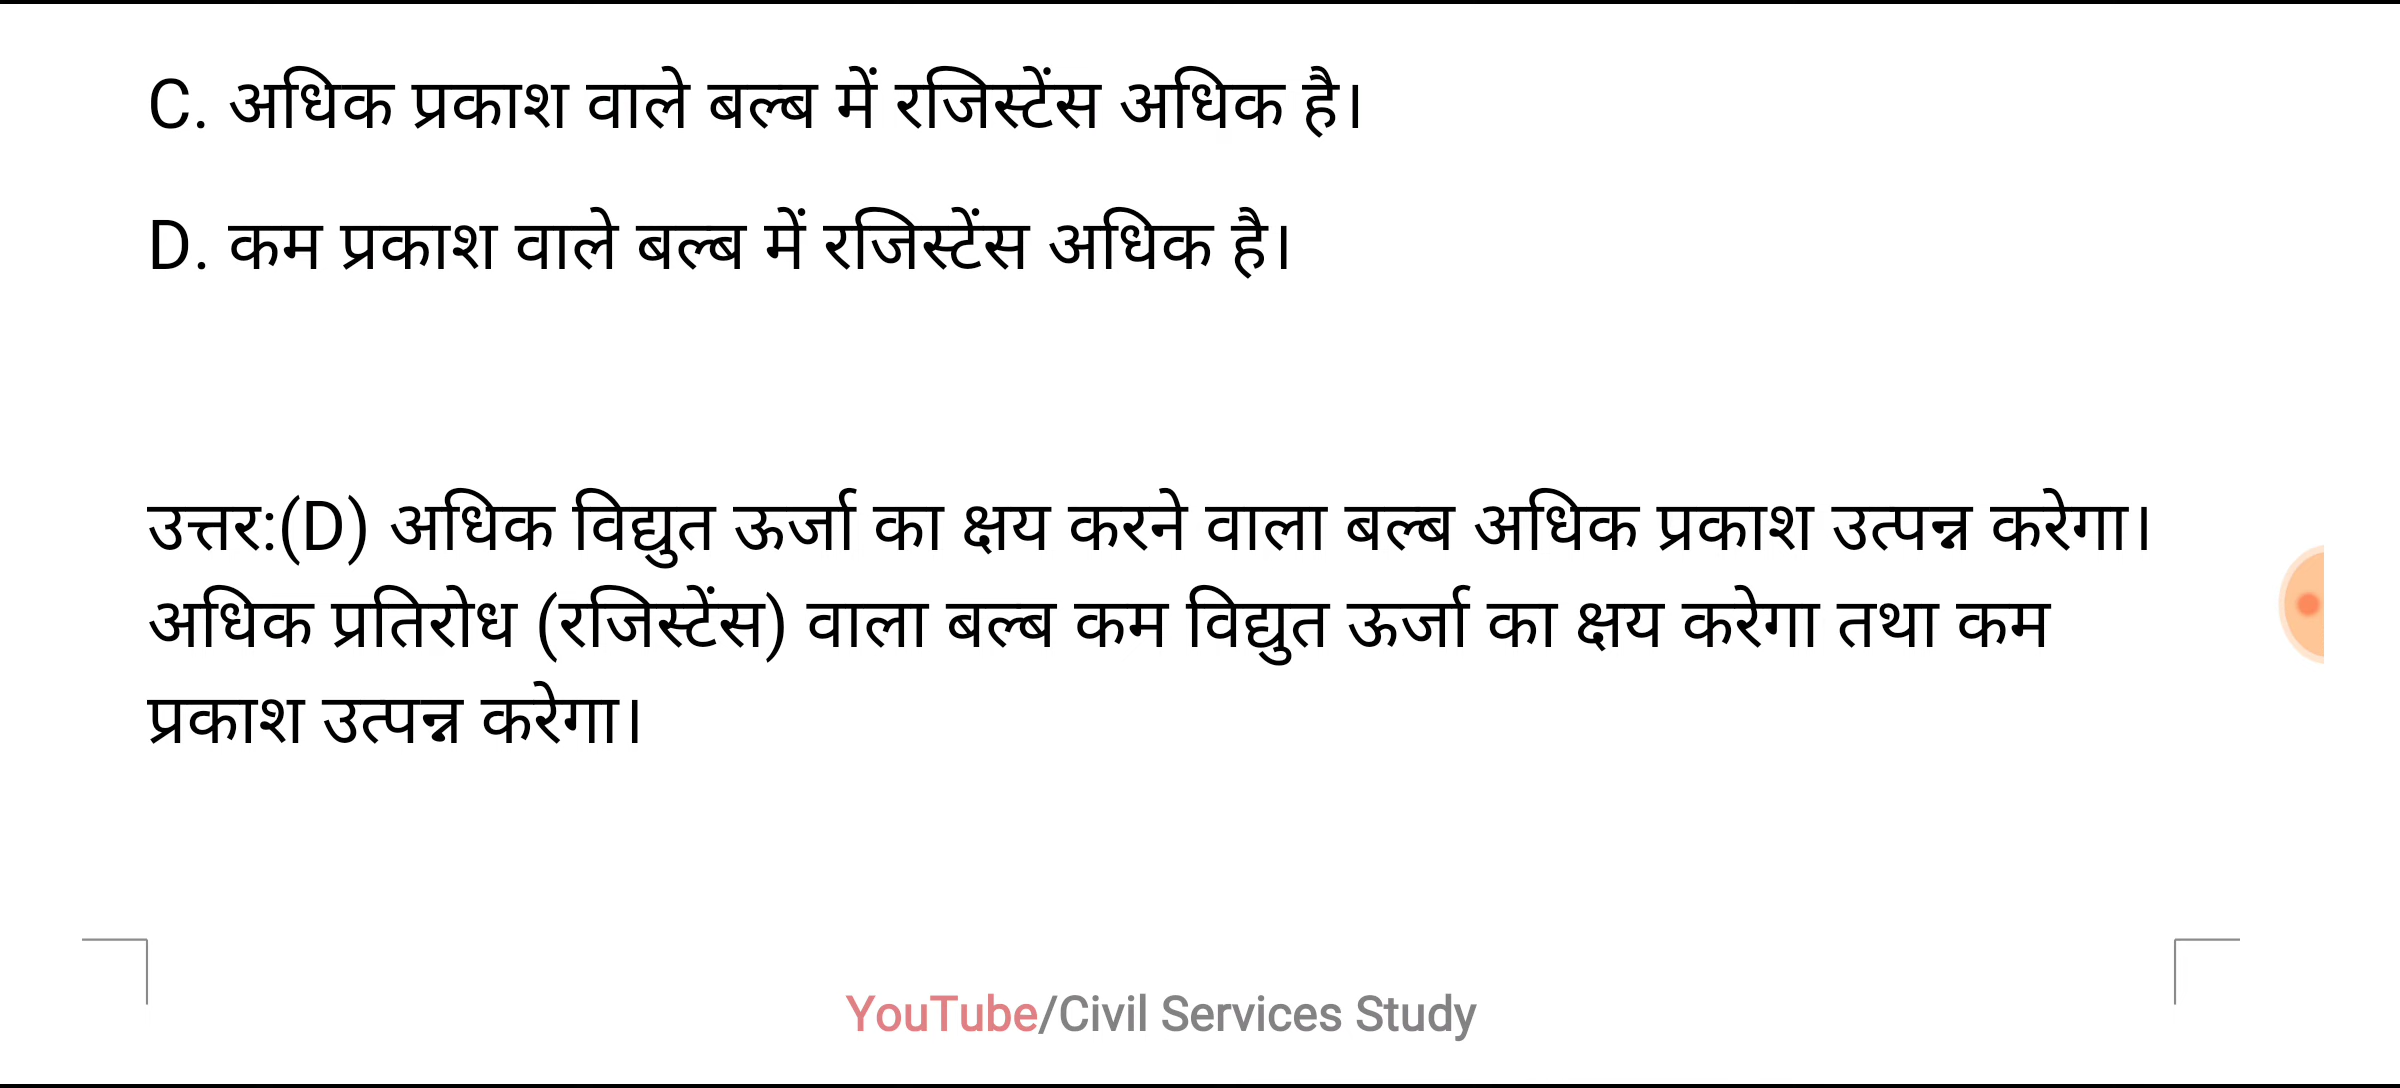 C. अधिक प्रकाश वाले बल्ब में रजिस्टेंस अधिक है।
D. कम प्रकाश वाले बल्ब में रजिस्टेंस अधिक है।
उत्तर:(D) अधिक विद्युत ऊर्जा का क्षय करने वाला बल्ब अधिक प्रकाश उत्पन्न करेगा।
अधिक प्रतिरोध (रजिस्टेंस) वाला बल्ब कम विद्युत ऊर्जा का क्षय करेगा तथा कम
प्रकाश उत्पन्न करेगा।
YouTube/Civil Services Study